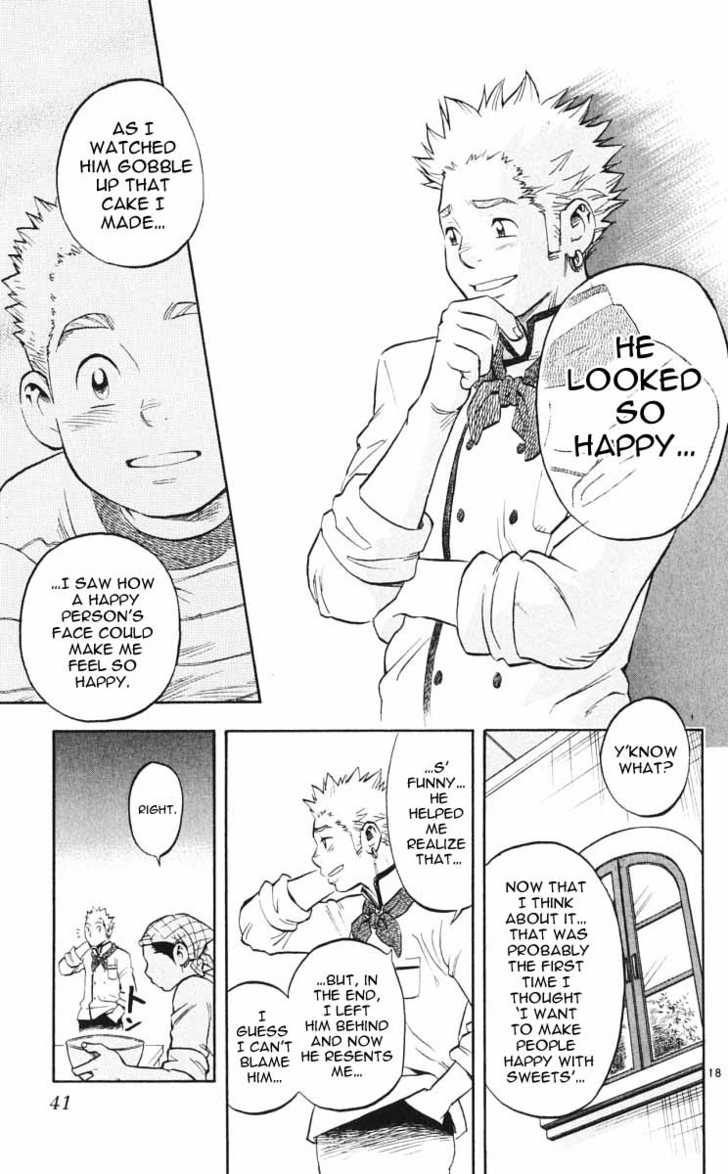 HE
LOOKED
SO
HAPPY...
AS I
WATCHED
HIM GOBBLE
UP THAT
CAKE I
MADE...
...I SAW HOW
A HAPPY
PERSON'S
FACE COULD
MAKE ME
FEEL SO
HAPPY.
Y'KNOW
WHAT?
NOW THAT
I THINK
ABOUT IT...
THAT WAS
PROBABLY
THE FIRST
TIME I
THOUGHT
'I WANT
TO MAKE
PEOPLE
HAPPY WITH
SWEETS'...
...S'
FUNNY...
HE
HELPED
ME
REALIZE
THAT...
...BUT, IN
THE END,
I LEFT
HIM BEHIND
AND NOW
HE RESENTS
ME...
I
GUESS
I CAN'T
BLAME
HIM...
RIGHT.
トン
18
41